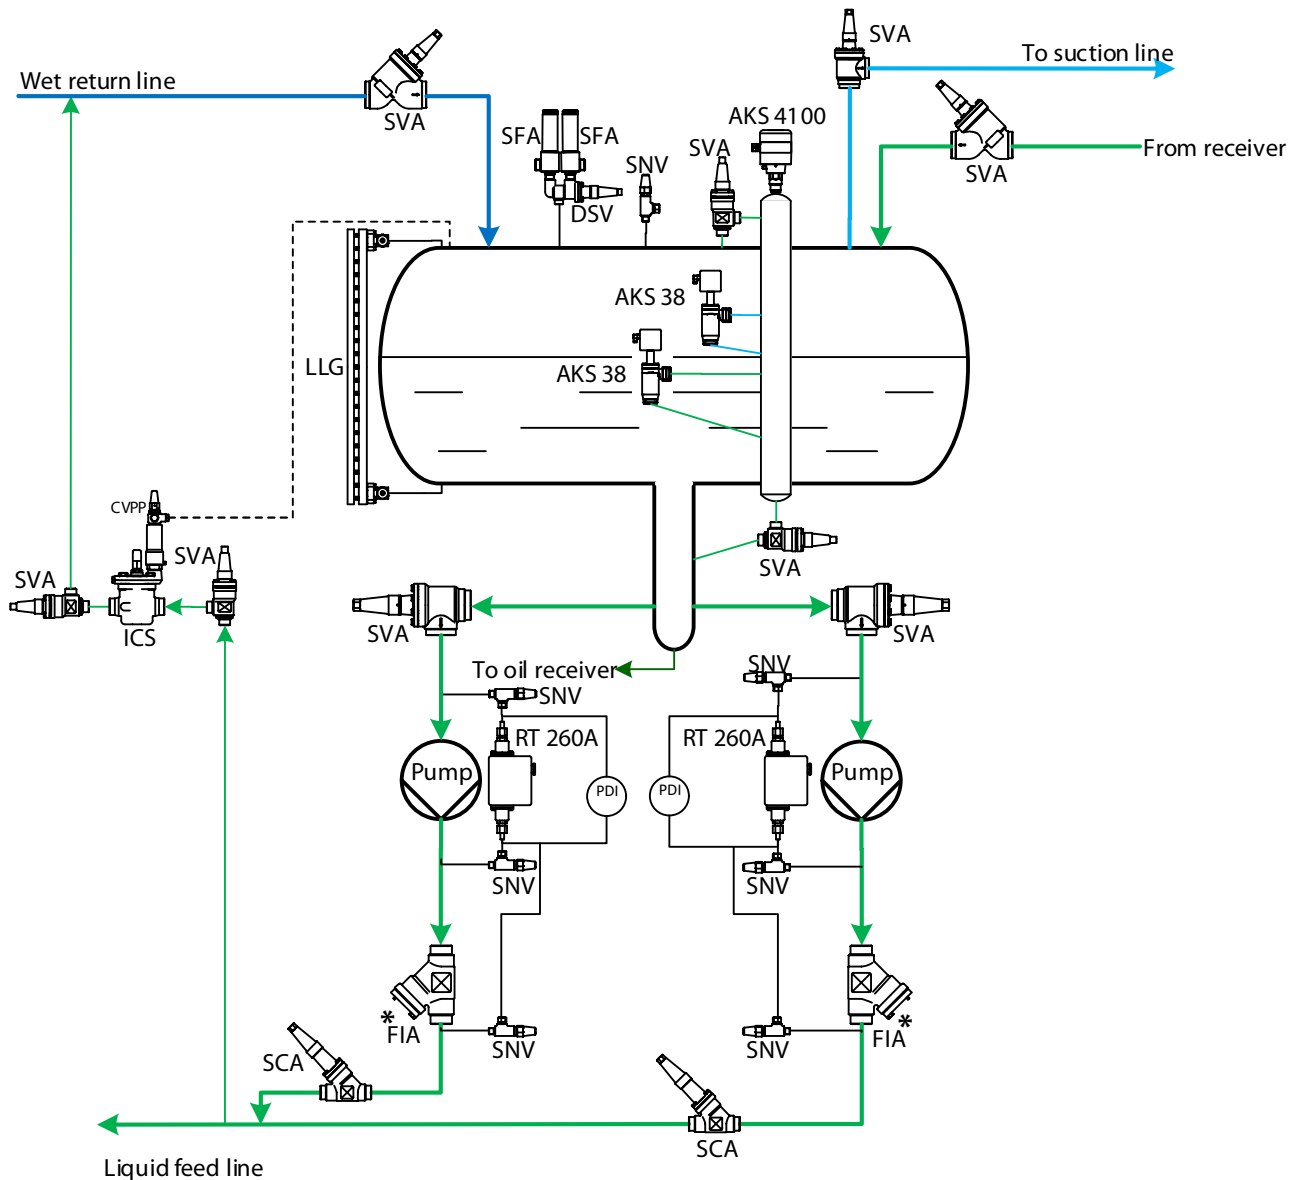 SVA
To suction line
Wet return line
SVA
AKS 4100
SFA
SFA
SVA
SNV
From receiver
SVA
DSV
AKS 38
LLG
AKS 38
CVPP
SVA
SVA
SVA
ICS
SVA
SVA
To oil receiver
SNV
SNV
RT 260A
RT 260A
Pump
PDI
PDI
Pump
SNV
SNV
*
FIA
SNV
SNV
FIA
*
SCA
SCA
Liquid feed line